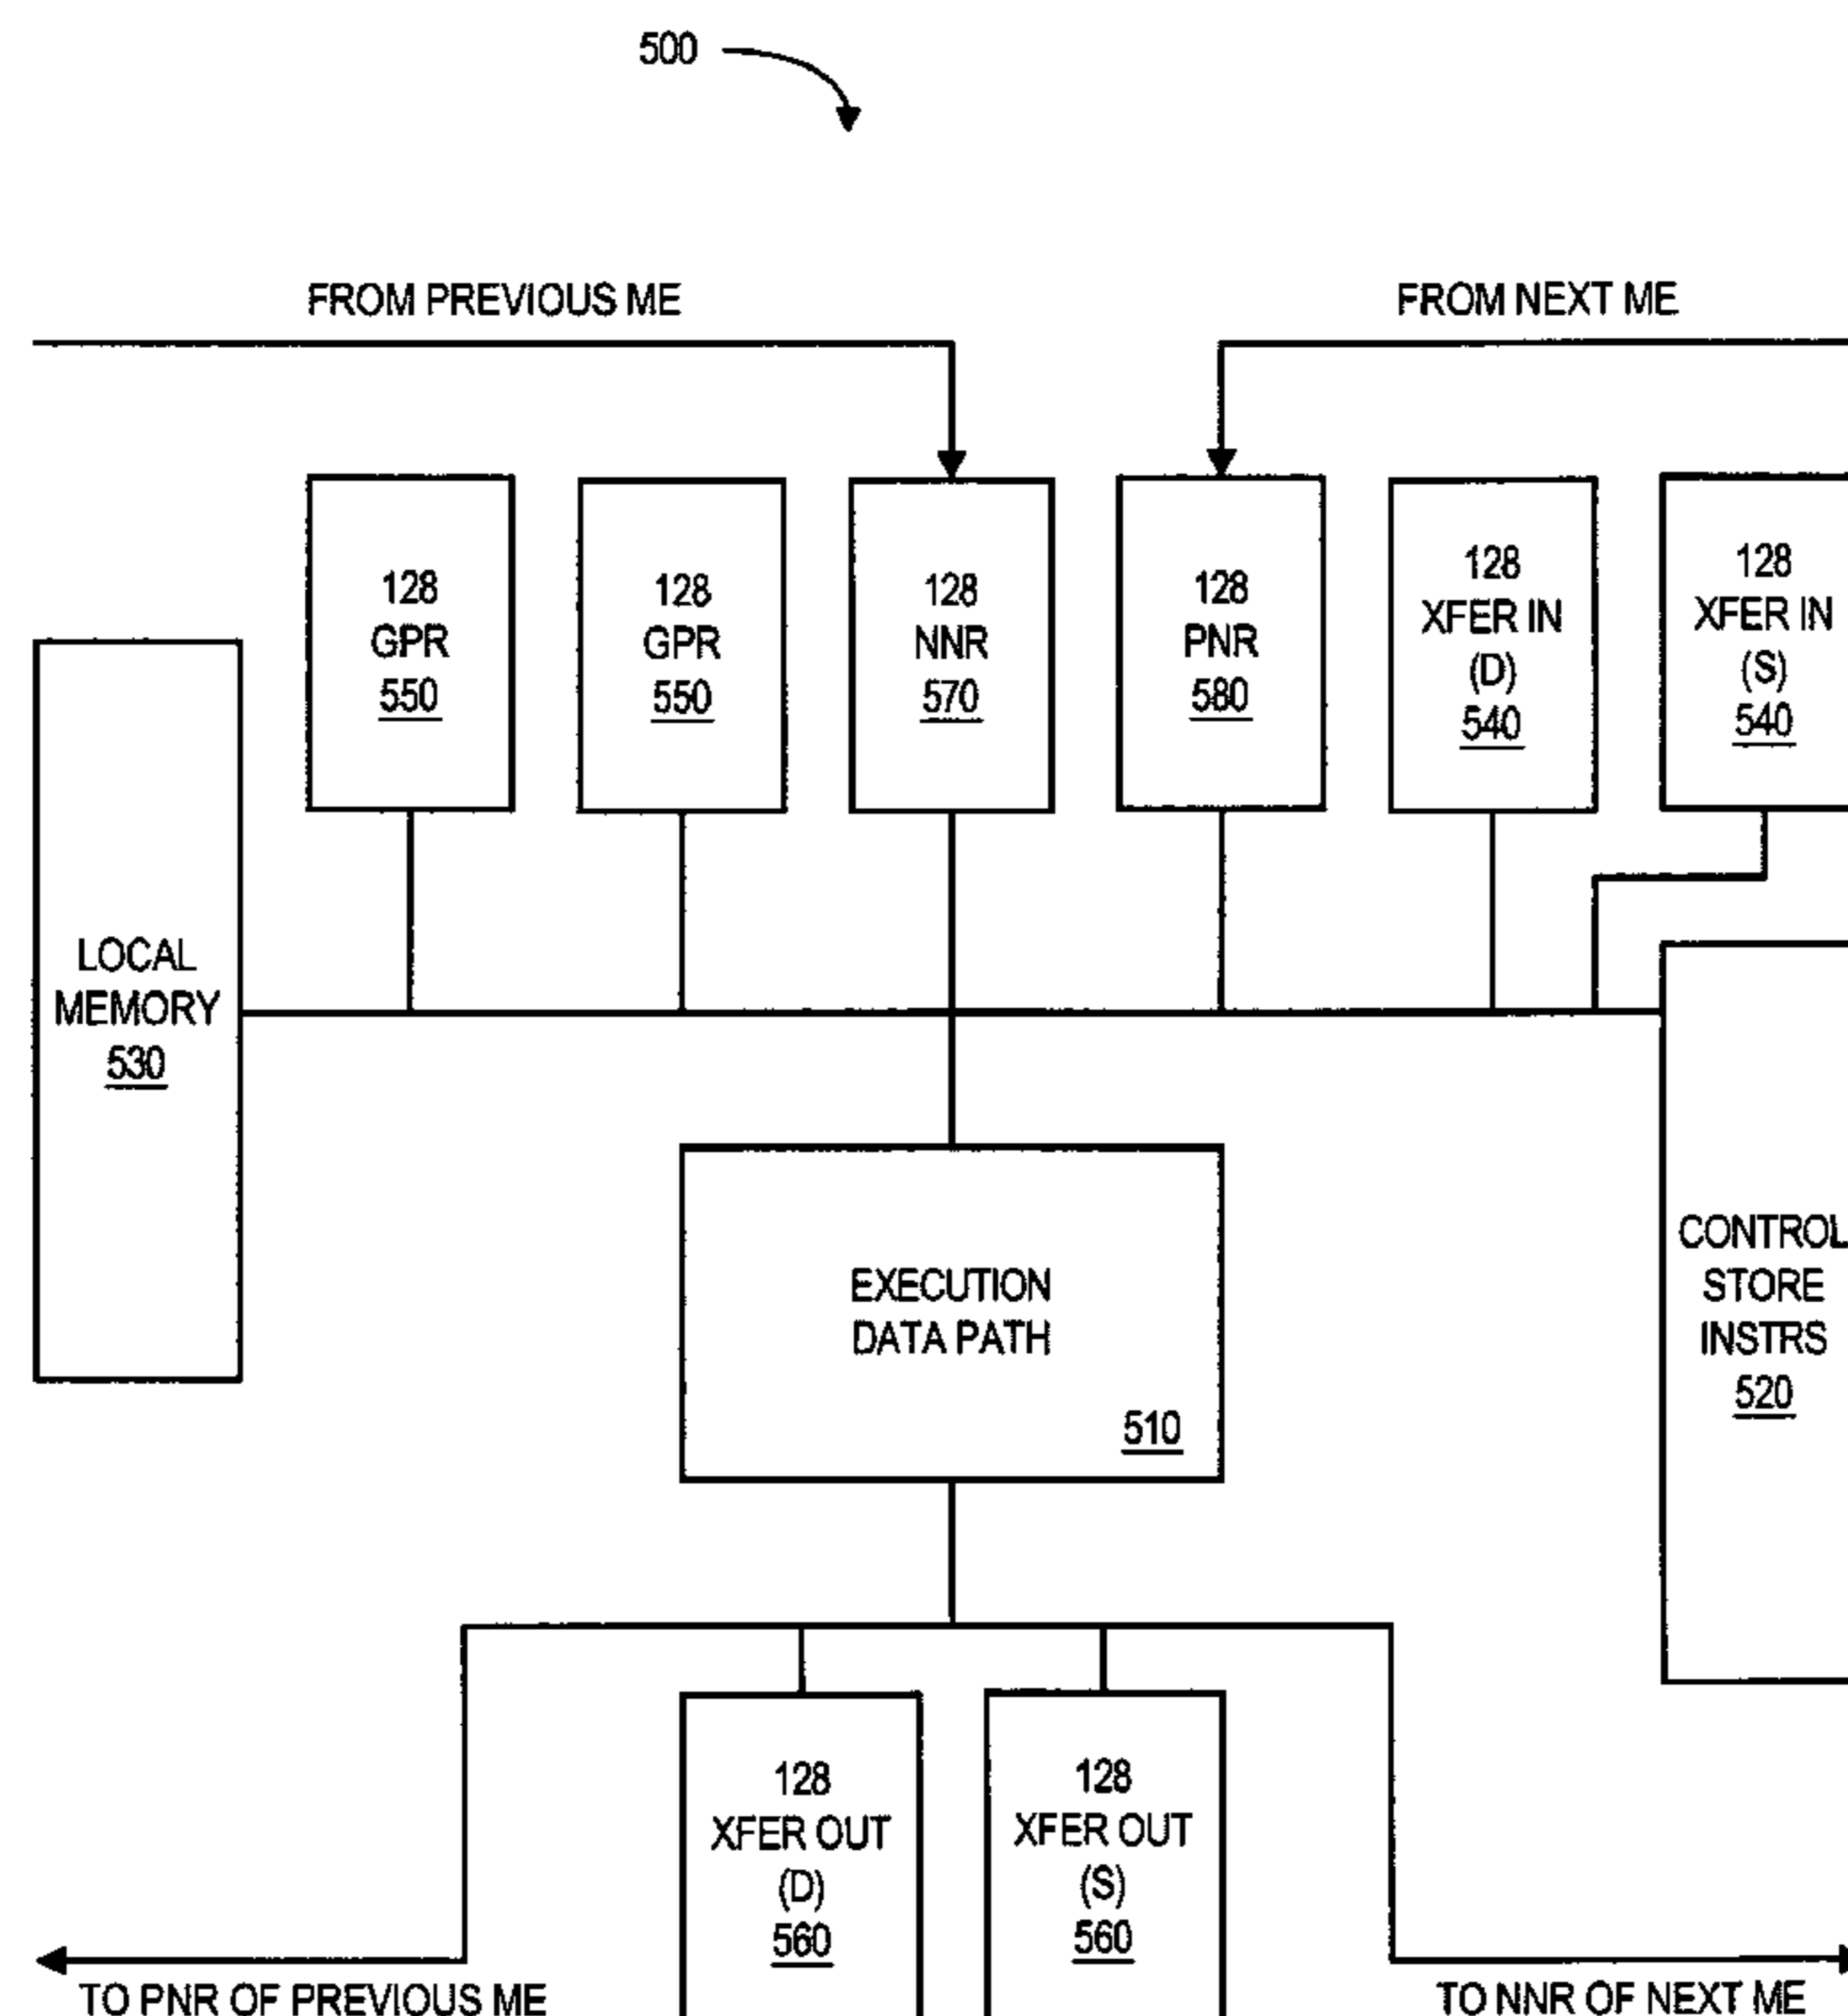 500
FROM PREVIOUS ME
FROM NEXT ME
128
GPR
550
128
GPR
550
128
NNR
570
128
PNR
580
128
XFER IN
(D)
540
128
XFER IN
(S)
540
LOCAL
MEMORY
530
EXECUTION
DATA PATH
510
CONTROL
STORE
INSTRS
520
128
XFER OUT
(D)
560
128
XFER OUT
(S)
560
TO PNR OF PREVIOUS ME
TO NNR OF NEXT ME